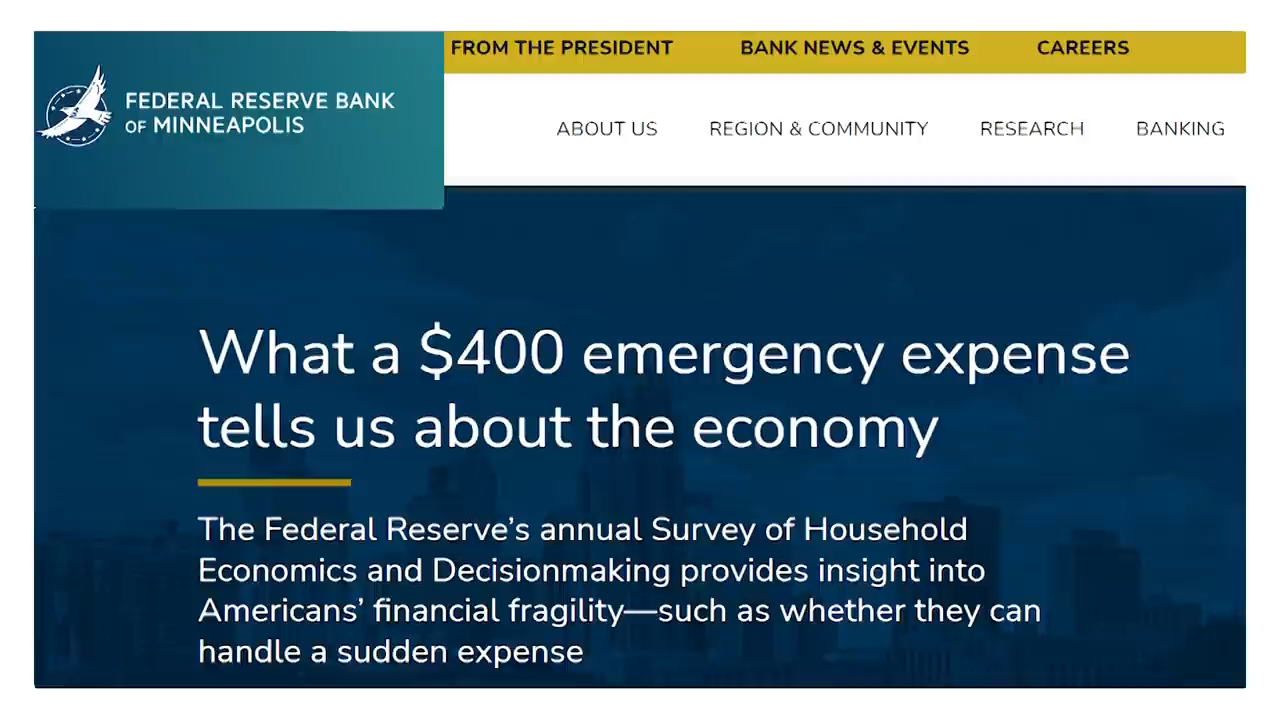 FROM THE PRESIDENT BANK NEWS & EVENTS CAREERS
FEDERAL RESERVE BANK
OF MINNEAPOLIS
ABOUT US REGION & COMMUNITY RESEARCH BANKING
What a $400 emergency expense
tells us about the economy
The Federal Reserve’s annual Survey of Household
Economics and Decisionmaking provides insight into
Americans’ financial fragility—such as whether they can
handle a sudden expense